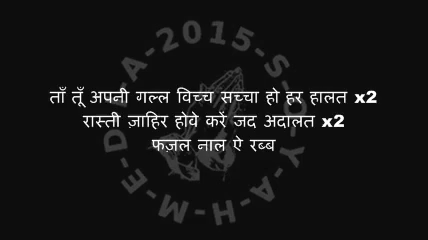 ताँ तूँ अपनी गल्ल विच्च सच्चा हो हर हालत x2
रास्ती ज़ाहिर होवे करें जद अदालत x2
फज़ल नाल ऐ रब्ब